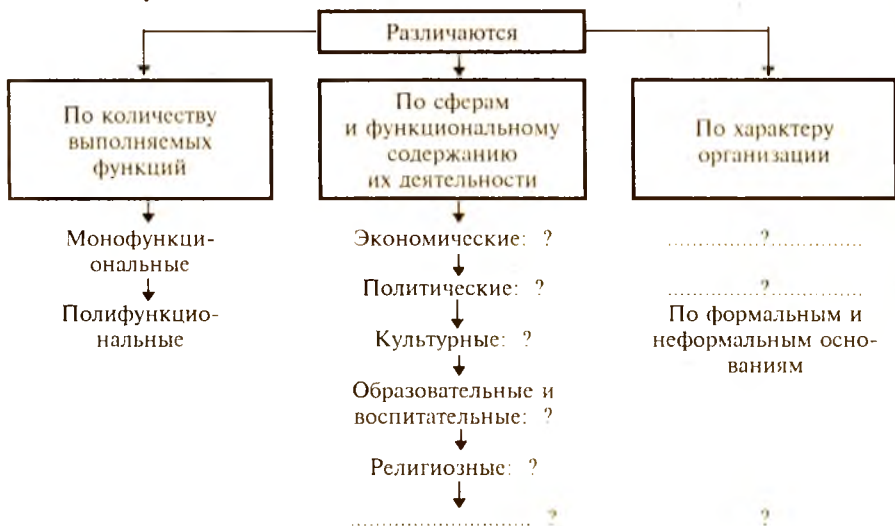 Различаются
По количеству
выполняемых
функций
Монофункци-
ональные
Полифункцио-
нальные
По сферам
и функциональному
содержанию
их деятельности
Экономические: ?
Политические: ?
Культурные: ?
Образовательные и
воспитательные: ?
Религиозные: ?
.................... ?
По характеру
организации
............?............
............?............
По формальным и
неформальным осно-
ваниям
?